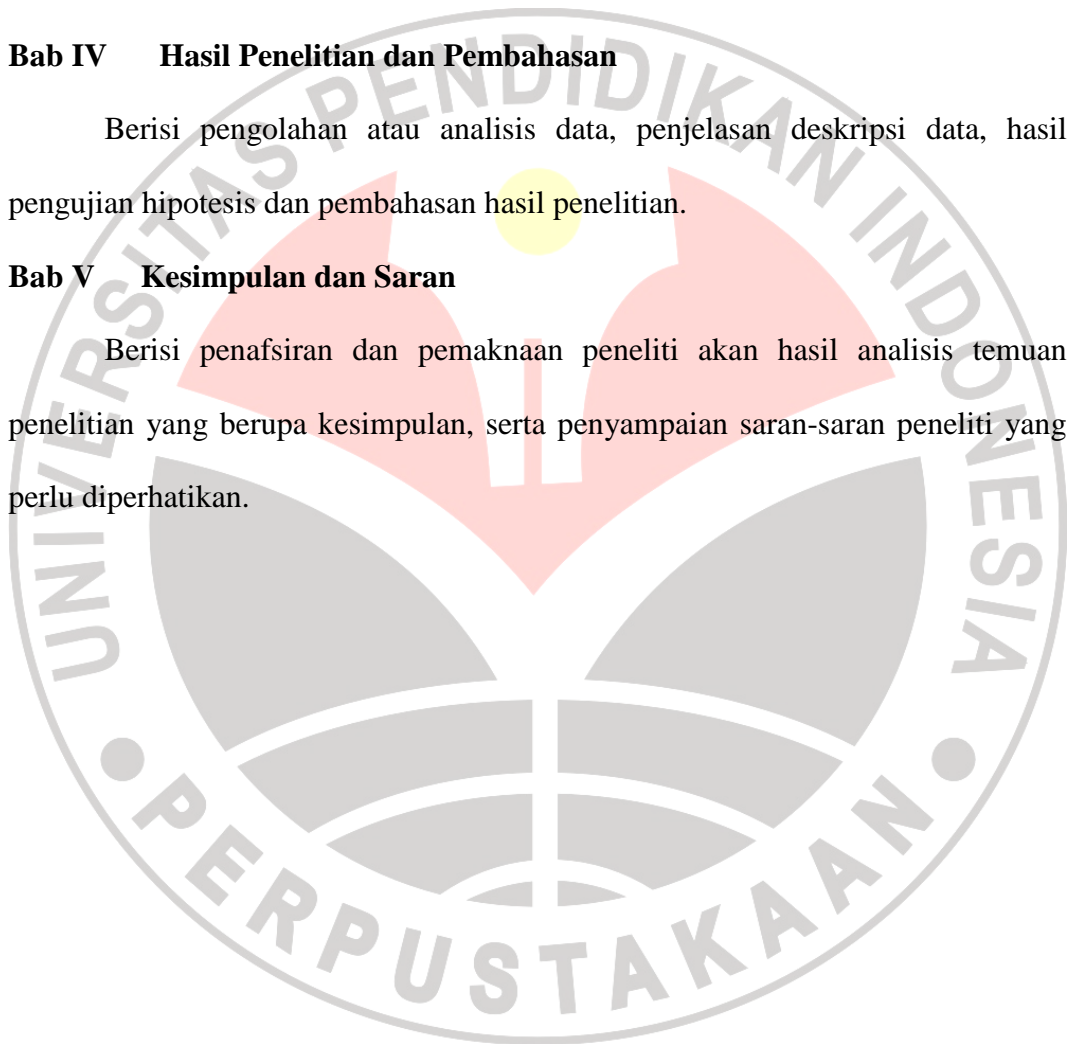 Bab IV Hasil Penelitian dan Pembahasan
Berisi pengolahan atau analisis data, penjelasan deskripsi data, hasil
pengujian hipotesis dan pembahasan hasil penelitian.
Bab V Kesimpulan dan Saran
Berisi penafsiran dan pemaknaan peneliti akan hasil analisis temuan
penelitian yang berupa kesimpulan, serta penyampaian saran-saran peneliti yang
perlu diperhatikan.
UNIVERSITAS PENDIDIKAN INDONESIA
PERPUSTAKAAN